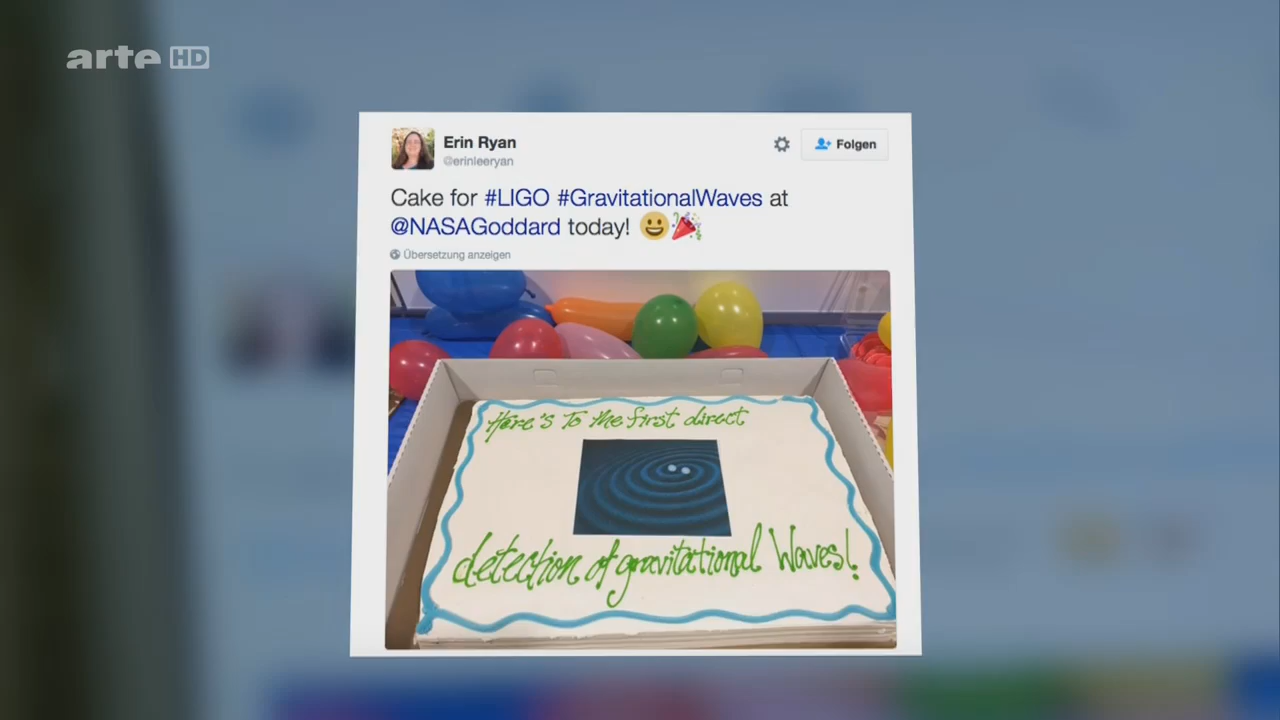 arte HD
Erin Ryan
@erinleeryan
Folgen
Cake for #LIGO #GravitationalWaves at
@NASAGoddard today! 😀🎉
Übersetzung anzeigen
Here's To the first direct
detection of gravitational Waves!